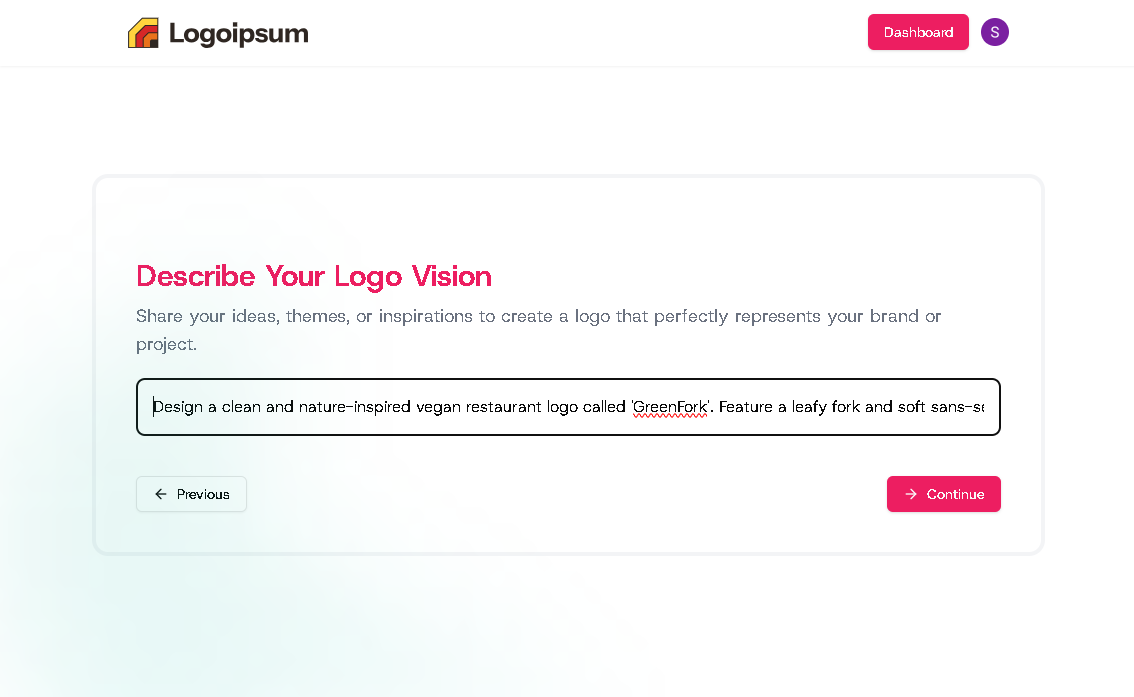 Logoipsum
Dashboard
S
Describe Your Logo Vision
Share your ideas, themes, or inspirations to create a logo that perfectly represents your brand or
project.
Design a clean and nature-inspired vegan restaurant logo called 'GreenFork'. Feature a leafy fork and soft
Previous
Continue